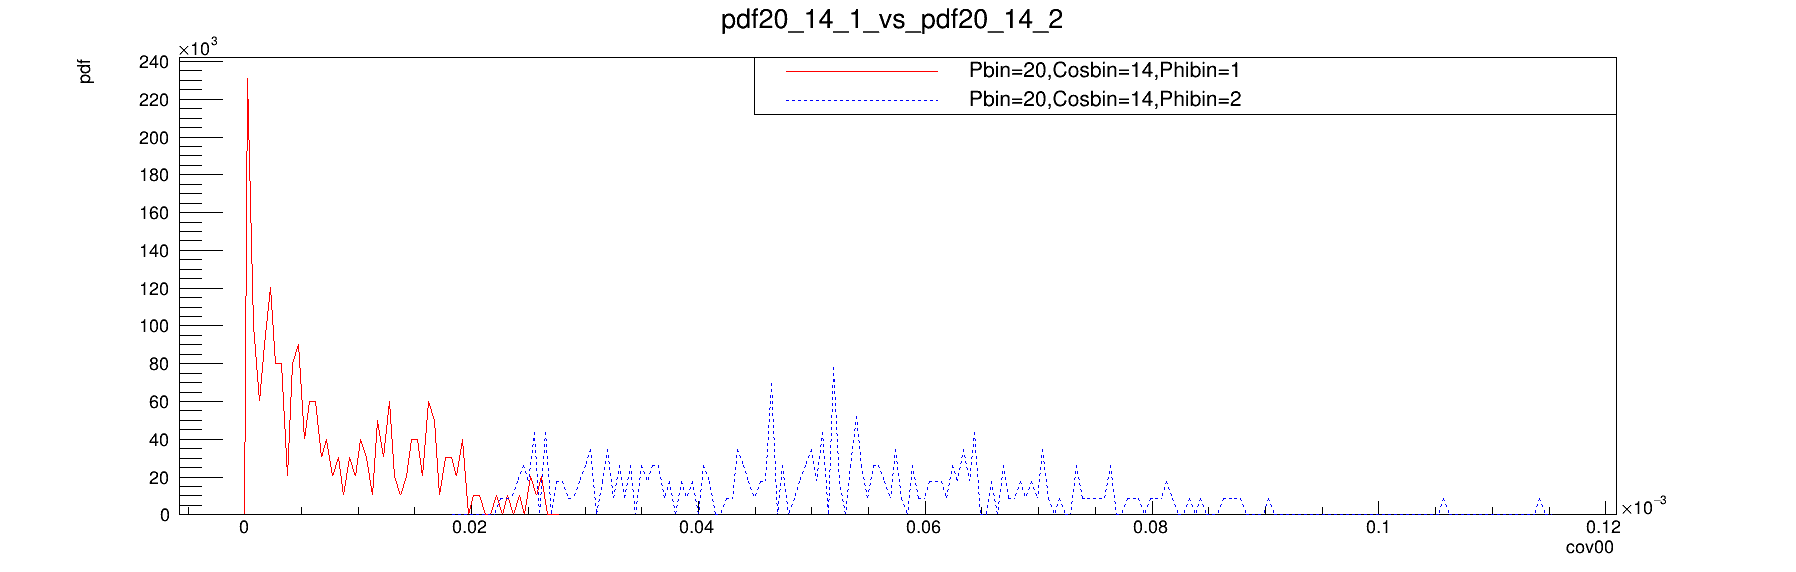 pdf20_14_1_vs_pdf20_14_2
×10³
pdf
240
220
200
180
160
140
120
100
80
60
40
20
0
Pbin=20,Cosbin=14,Phibin=1
Pbin=20,Cosbin=14,Phibin=2
0 0.02 0.04 0.06 0.08 0.1 0.12
×10⁻³
cov00